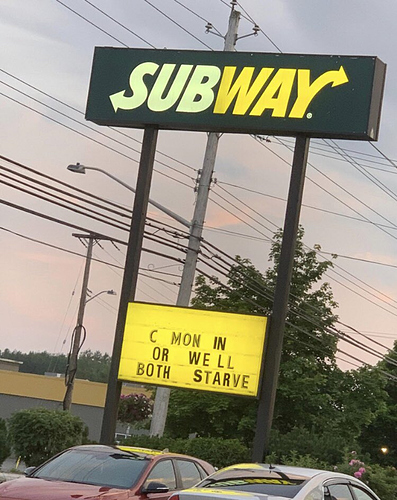 SUBWAY®
C MON IN
OR WE LL
BOTH STARVE